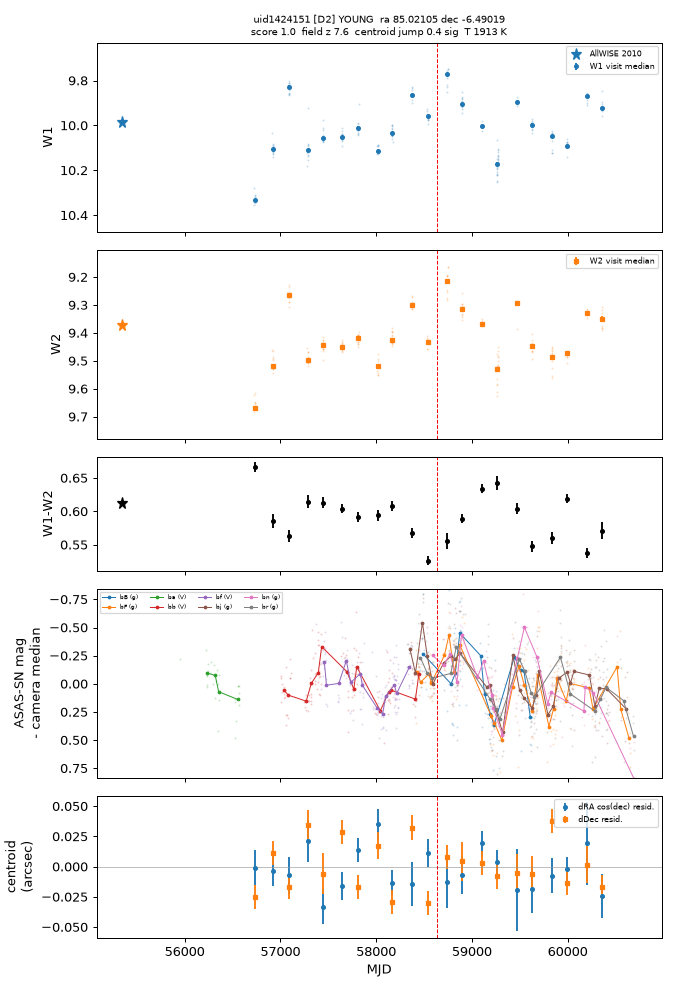 uid1424151 [D2] YOUNG ra 85.02105 dec -6.49019
score 1.0 field z 7.6 centroid jump 0.4 sig T 1913 K
W1
9.8
10.0
10.2
10.4
AllWISE 2010
W1 visit median
W2
9.2
9.3
9.4
9.5
9.6
9.7
W2 visit median
W1-W2
0.65
0.60
0.55
ASAS-SN mag
- camera median
−0.75
−0.50
−0.25
0.00
0.25
0.50
0.75
bB (g)
bF (g)
ba (V)
bb (V)
bf (V)
bj (g)
bn (g)
br (g)
centroid
(arcsec)
0.050
0.025
0.000
−0.025
−0.050
dRA cos(dec) resid.
dDec resid.
56000
57000
58000
59000
60000
MJD